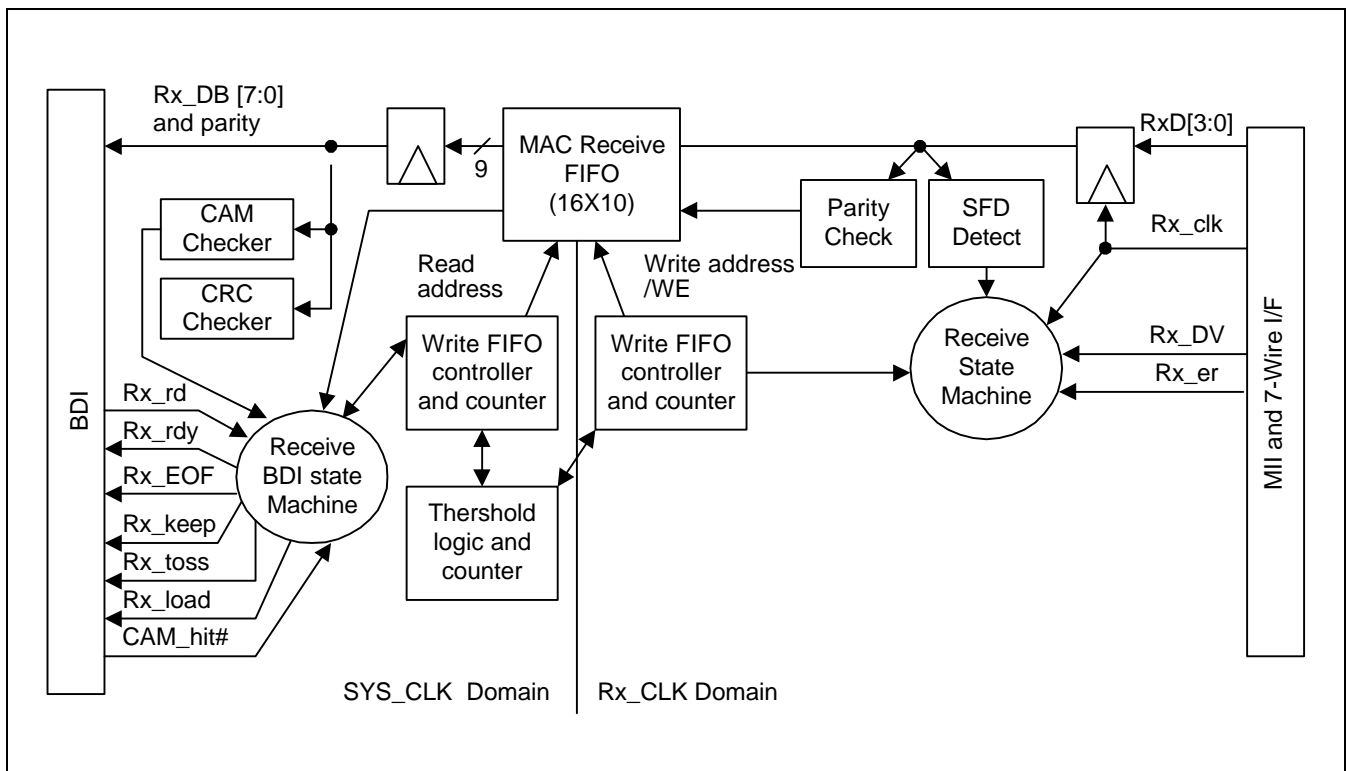 Rx_DB [7:0]
and parity
9
MAC Receive
FIFO
(16X10)
RxD[3:0]
Parity
Check
SFD
Detect
Rx_clk
CAM
Checker
CRC
Checker
Read
address
Write address
/WE
Write FIFO
controller
and counter
Write FIFO
controller
and counter
Receive
State
Machine
Rx_DV
Rx_er
MII and 7-Wire I/F
BDI
Rx_rd
Rx_rdy
Rx_EOF
Rx_keep
Rx_toss
Rx_load
CAM_hit#
Receive
BDI state
Machine
Thershold
logic and
counter
SYS_CLK Domain
Rx_CLK Domain